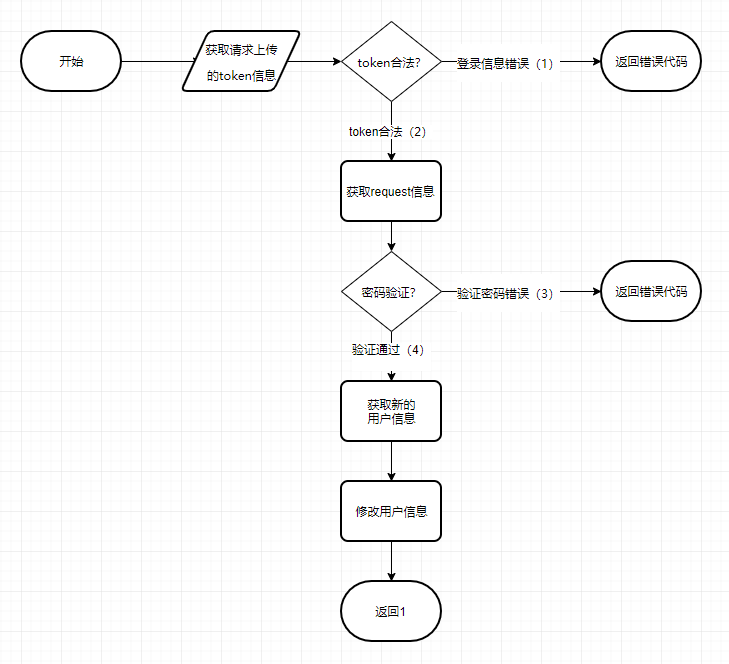 开始
获取请求上传
的token信息
token合法?
登录信息错误（1）
返回错误代码
token合法（2）
获取request信息
密码验证?
验证密码错误（3）
返回错误代码
验证通过（4）
获取新的
用户信息
修改用户信息
返回1